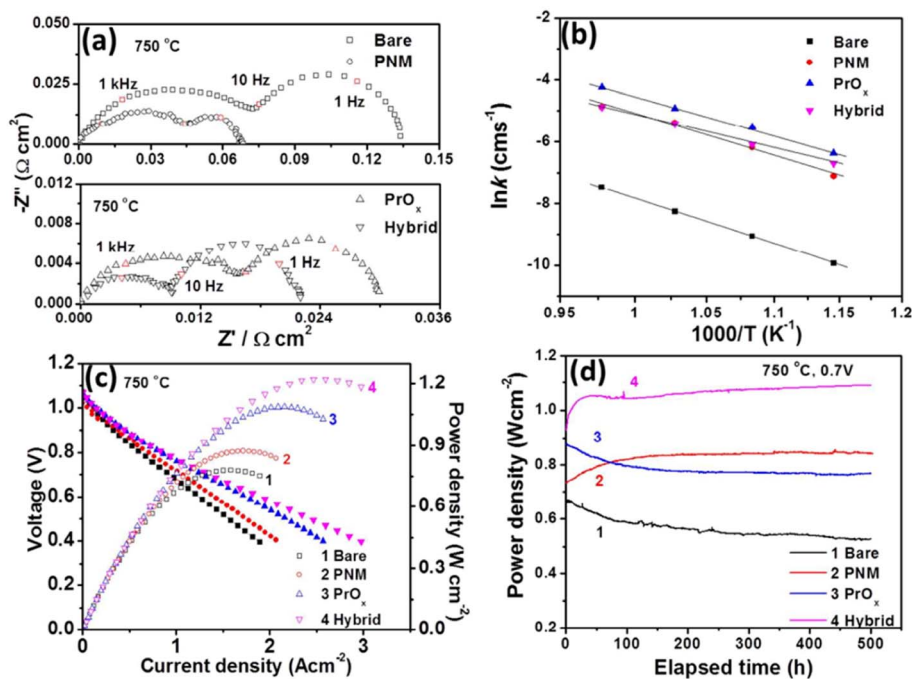 (a)
750 °C
Bare
PNM
1 kHz
10 Hz
1 Hz
0.050
0.025
0.000
0.00
0.03
0.06
0.09
0.12
0.15
-Z'' (Ω cm²)
750 °C
PrOₓ
Hybrid
1 kHz
10 Hz
1 Hz
0.012
0.008
0.004
0.000
0.000
0.012
0.024
0.036
Z' / Ω cm²
(b)
Bare
PNM
PrOₓ
Hybrid
lnk (cms⁻¹)
-2
-4
-6
-8
-10
0.95
1
1.05
1.1
1.15
1.2
1000/T (K⁻¹)
(c)
750 °C
Voltage (V)
1.2
1.0
0.8
0.6
0.4
0.2
0.0
4
3
2
1
1 Bare
2 PNM
3 PrOₓ
4 Hybrid
1.2
0.9
0.6
0.3
0.0
Power density (W cm⁻²)
0
1
2
3
Current density (Acm⁻²)
(d)
750 °C, 0.7V
Power density (Wcm⁻²)
1.2
1.0
0.8
0.6
0.4
0.2
4
3
2
1
1 Bare
2 PNM
3 PrOₓ
4 Hybrid
0
100
200
300
400
500
Elapsed time (h)